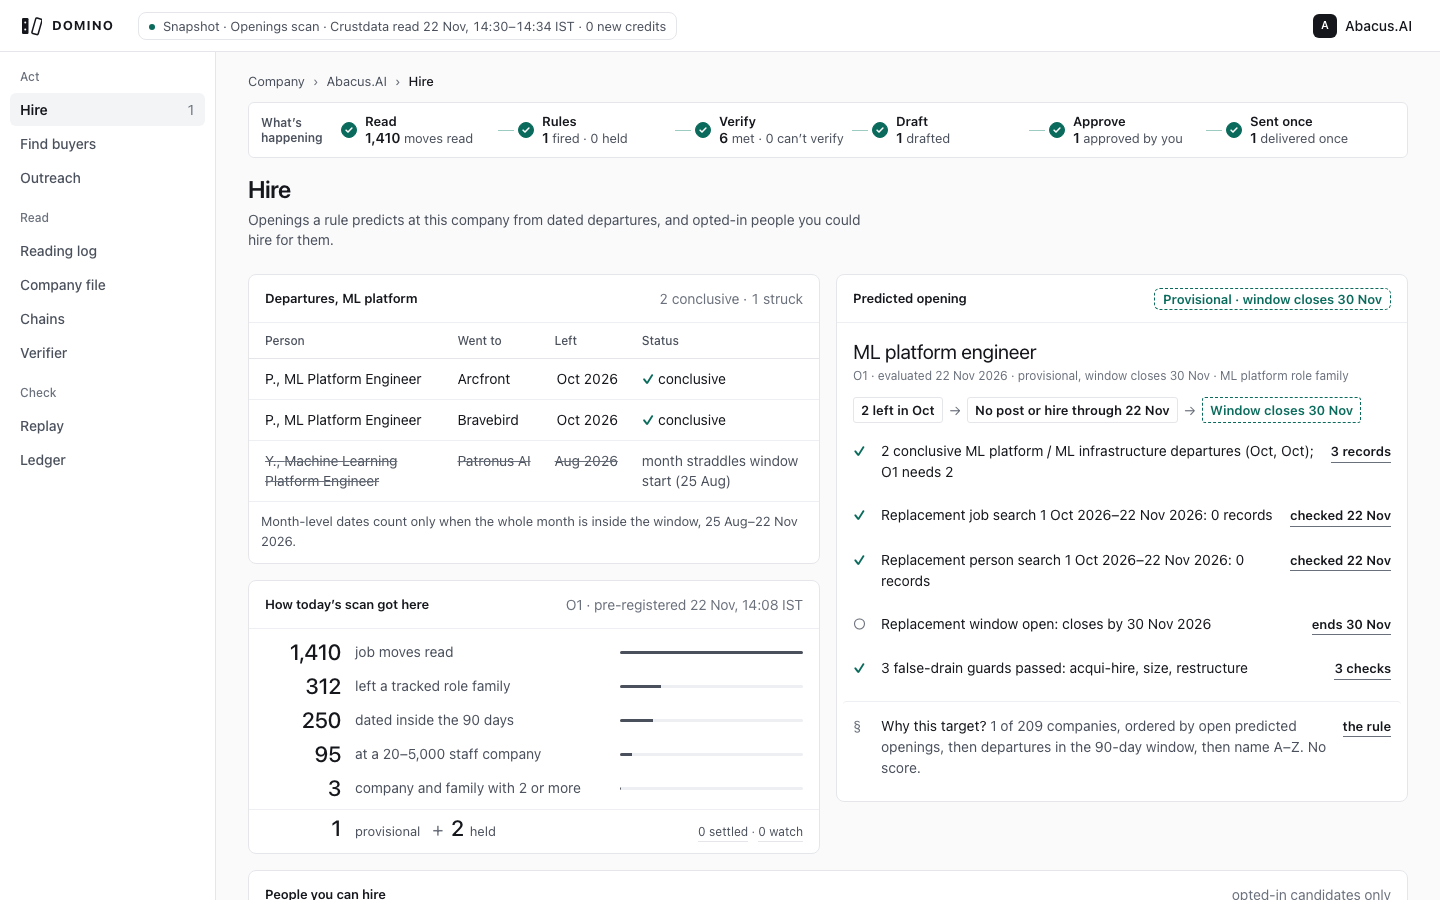 DOMINO
Snapshot · Openings scan · Crustdata read 22 Nov, 14:30–14:34 IST · 0 new credits
A
Abacus.AI
Act
Hire 1
Find buyers
Outreach
Read
Reading log
Company file
Chains
Verifier
Check
Replay
Ledger
Company › Abacus.AI › Hire
What's
happening
Read
1,410 moves read
Rules
1 fired · 0 held
Verify
6 met · 0 can't verify
Draft
1 drafted
Approve
1 approved by you
Sent once
1 delivered once
Hire
Openings a rule predicts at this company from dated departures, and opted-in people you could
hire for them.
Departures, ML platform 2 conclusive · 1 struck
Person Went to Left Status
P., ML Platform Engineer Arcfront Oct 2026 ✓ conclusive
P., ML Platform Engineer Bravebird Oct 2026 ✓ conclusive
Y., Machine Learning Patronus AI Aug 2026 month straddles window
Platform Engineer start (25 Aug)
Month-level dates count only when the whole month is inside the window, 25 Aug–22 Nov
2026.
How today's scan got here O1 · pre-registered 22 Nov, 14:08 IST
1,410 job moves read
312 left a tracked role family
250 dated inside the 90 days
95 at a 20–5,000 staff company
3 company and family with 2 or more
1 provisional + 2 held 0 settled · 0 watch
Predicted opening Provisional · window closes 30 Nov
ML platform engineer
O1 · evaluated 22 Nov 2026 · provisional, window closes 30 Nov · ML platform role family
2 left in Oct → No post or hire through 22 Nov → Window closes 30 Nov
✓ 2 conclusive ML platform / ML infrastructure departures (Oct, Oct); 3 records
O1 needs 2
✓ Replacement job search 1 Oct 2026–22 Nov 2026: 0 records checked 22 Nov
✓ Replacement person search 1 Oct 2026–22 Nov 2026: 0 checked 22 Nov
records
Replacement window open: closes by 30 Nov 2026 ends 30 Nov
✓ 3 false-drain guards passed: acqui-hire, size, restructure 3 checks
§ Why this target? 1 of 209 companies, ordered by open predicted the rule
openings, then departures in the 90-day window, then name A–Z. No
score.
People you can hire opted-in candidates only